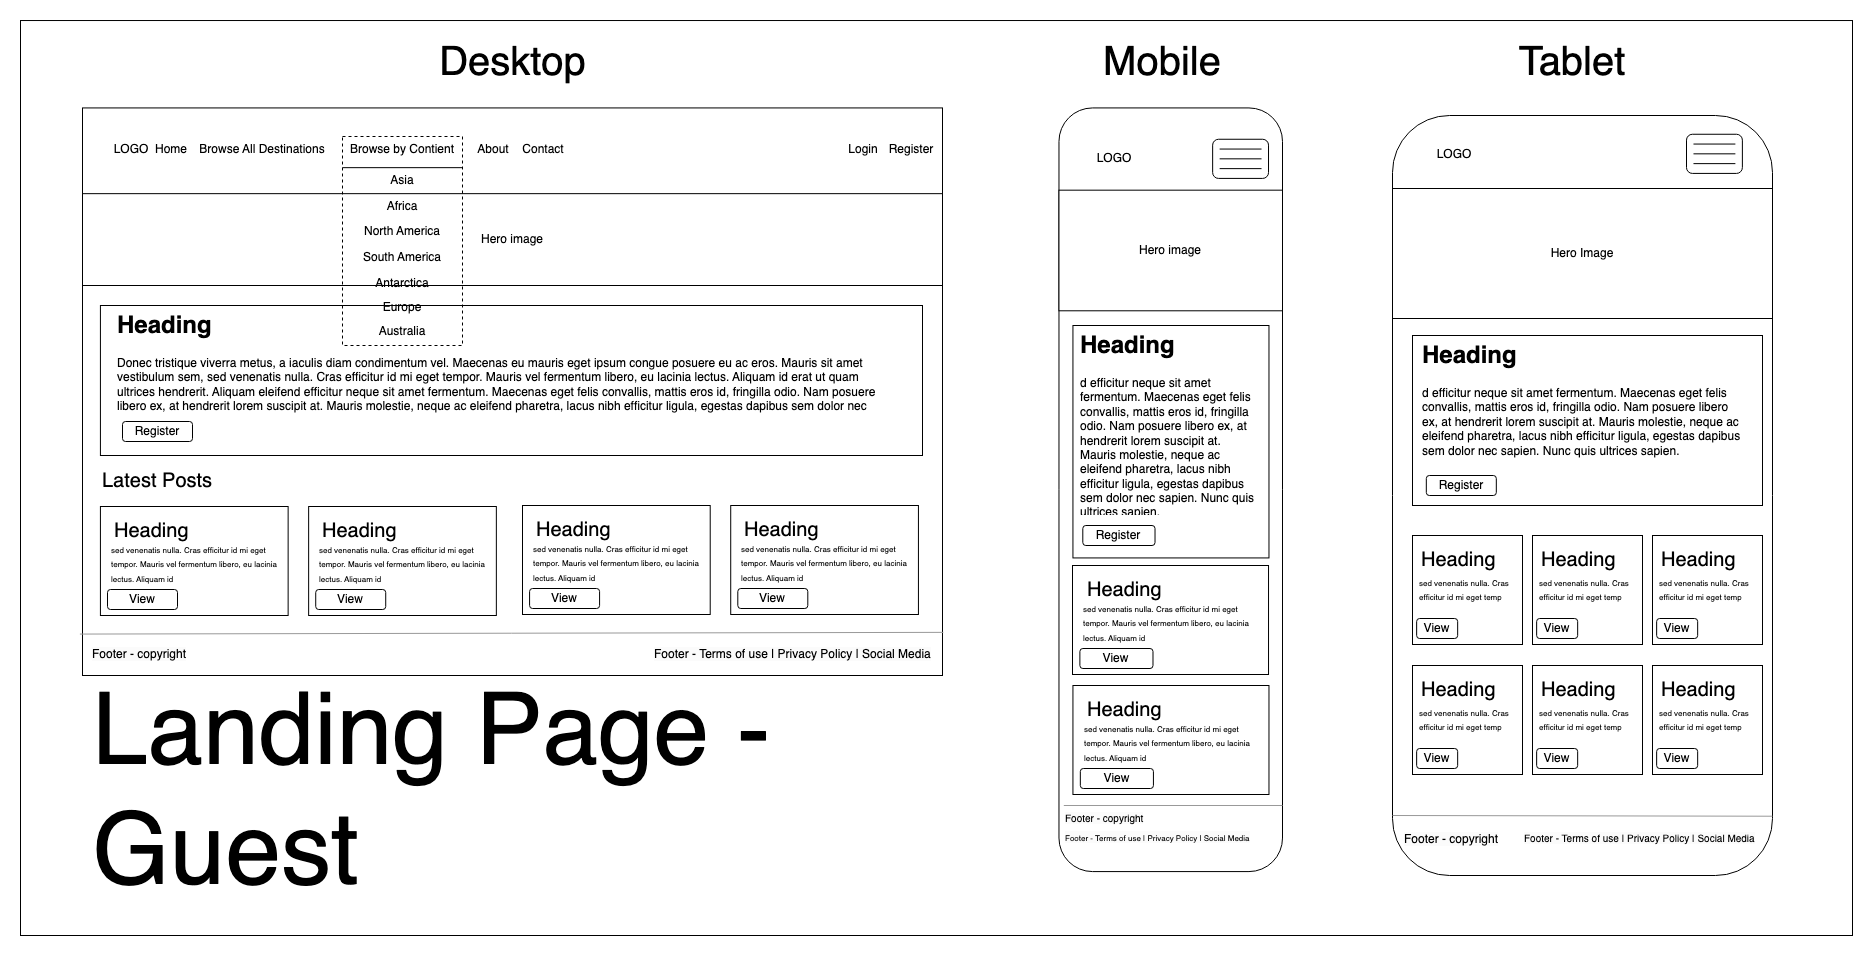 Desktop
LOGO Home Browse All Destinations Browse by Contient About Contact Login Register
Asia
Africa
North America
South America
Antarctica
Europe
Australia
Hero image
Heading
Donec tristique viverra metus, a iaculis diam condimentum vel. Maecenas eu mauris eget ipsum congue posuere eu ac eros. Mauris sit amet
vestibulum sem, sed venenatis nulla. Cras efficitur id mi eget tempor. Mauris vel fermentum libero, eu lacinia lectus. Aliquam id erat ut quam
ultrices hendrerit. Aliquam eleifend efficitur neque sit amet fermentum. Maecenas eget felis convallis, mattis eros id, fringilla odio. Nam posuere
libero ex, at hendrerit lorem suscipit at. Mauris molestie, neque ac eleifend pharetra, lacus nibh efficitur ligula, egestas dapibus sem dolor nec
Register
Latest Posts
Heading
sed venenatis nulla. Cras efficitur id mi eget
tempor. Mauris vel fermentum libero, eu lacinia
lectus. Aliquam id
View
Heading
sed venenatis nulla. Cras efficitur id mi eget
tempor. Mauris vel fermentum libero, eu lacinia
lectus. Aliquam id
View
Heading
sed venenatis nulla. Cras efficitur id mi eget
tempor. Mauris vel fermentum libero, eu lacinia
lectus. Aliquam id
View
Heading
sed venenatis nulla. Cras efficitur id mi eget
tempor. Mauris vel fermentum libero, eu lacinia
lectus. Aliquam id
View
Footer - copyright
Footer - Terms of use | Privacy Policy | Social Media
Landing Page -
Guest
Mobile
LOGO
Hero image
Heading
d efficitur neque sit amet
fermentum. Maecenas eget felis
convallis, mattis eros id, fringilla
odio. Nam posuere libero ex, at
hendrerit lorem suscipit at.
Mauris molestie, neque ac
eleifend pharetra, lacus nibh
efficitur ligula, egestas dapibus
sem dolor nec sapien. Nunc quis
ultrices sapien.
Register
Heading
sed venenatis nulla. Cras efficitur id mi eget
tempor. Mauris vel fermentum libero, eu lacinia
lectus. Aliquam id
View
Heading
sed venenatis nulla. Cras efficitur id mi eget
tempor. Mauris vel fermentum libero, eu lacinia
lectus. Aliquam id
View
Footer - copyright
Footer - Terms of use | Privacy Policy | Social Media
Tablet
LOGO
Hero Image
Heading
d efficitur neque sit amet fermentum. Maecenas eget felis
convallis, mattis eros id, fringilla odio. Nam posuere libero
ex, at hendrerit lorem suscipit at. Mauris molestie, neque ac
eleifend pharetra, lacus nibh efficitur ligula, egestas dapibus
sem dolor nec sapien. Nunc quis ultrices sapien.
Register
Heading
sed venenatis nulla. Cras
efficitur id mi eget temp
View
Heading
sed venenatis nulla. Cras
efficitur id mi eget temp
View
Heading
sed venenatis nulla. Cras
efficitur id mi eget temp
View
Heading
sed venenatis nulla. Cras
efficitur id mi eget temp
View
Heading
sed venenatis nulla. Cras
efficitur id mi eget temp
View
Heading
sed venenatis nulla. Cras
efficitur id mi eget temp
View
Footer - copyright
Footer - Terms of use | Privacy Policy | Social Media